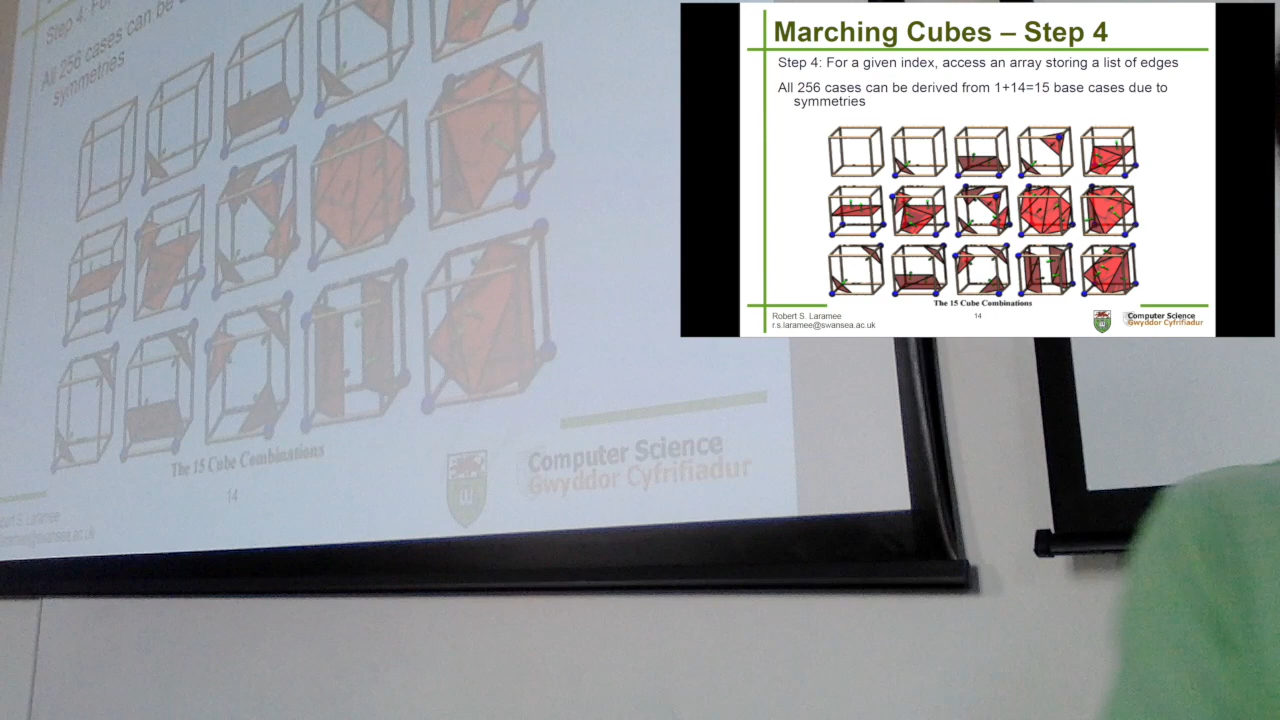 Step 4: For
All 256 cases can be
symmetries
The 15 Cube Combinations
14
Computer Science
Gwyddor Cyfrifiadur
Marching Cubes – Step 4
Step 4: For a given index, access an array storing a list of edges
All 256 cases can be derived from 1+14=15 base cases due to
symmetries
The 15 Cube Combinations
Robert S. Laramee
r.s.laramee@swansea.ac.uk
14
Computer Science
Gwyddor Cyfrifiadur